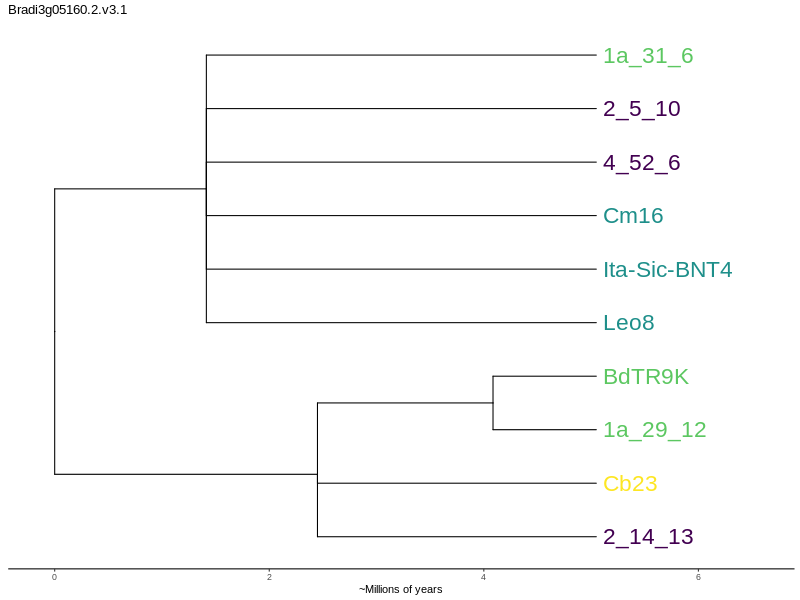 Bradi3g05160.2.v3.1
1a_31_6
2_5_10
4_52_6
Cm16
Ita-Sic-BNT4
Leo8
BdTR9K
1a_29_12
Cb23
2_14_13
0 2 4 6
~Millions of years